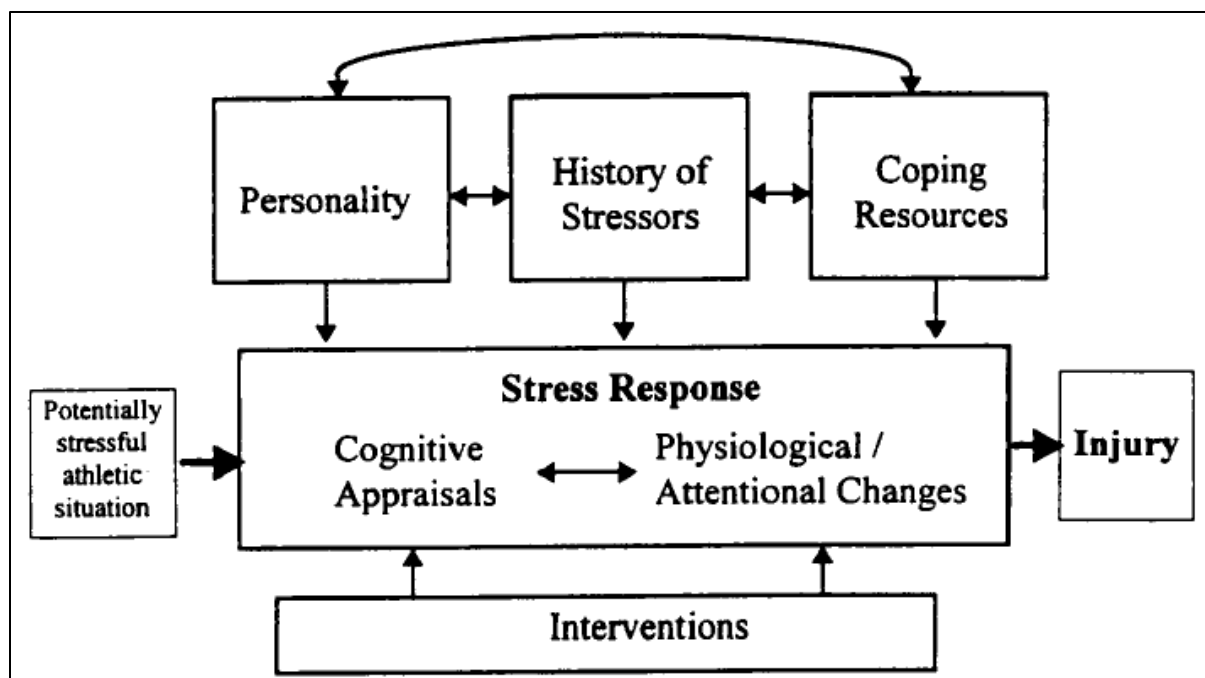 Personality
History of
Stressors
Coping
Resources
Stress Response
Potentially
stressful
athletic
situation
Cognitive
Appraisals
Physiological /
Attentional Changes
Injury
Interventions